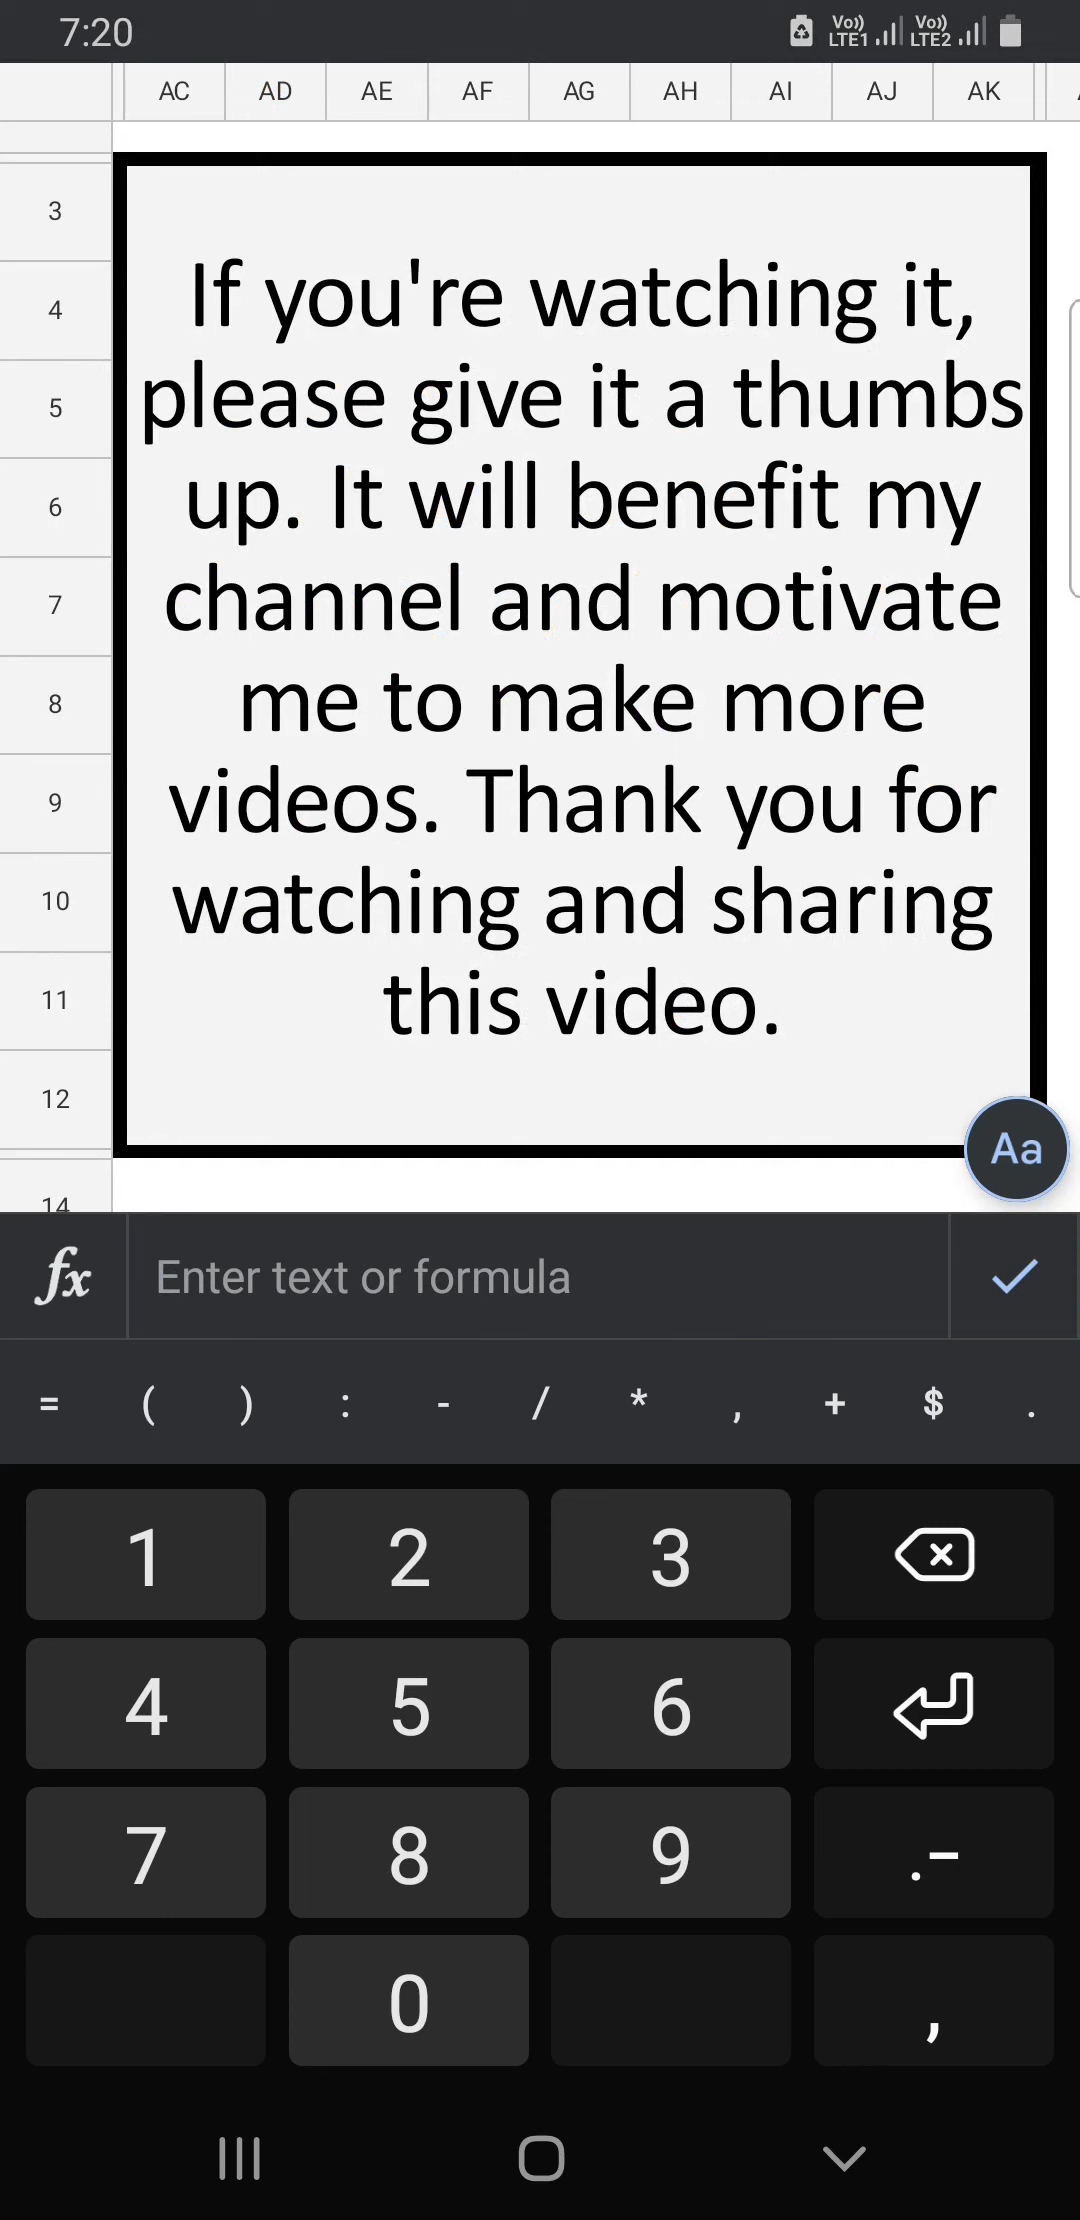 7:20
Vo)) LTE1 Vo)) LTE2
AC AD AE AF AG AH AI AJ AK
3
4
5
6
7
8
9
10
11
12
14
If you're watching it,
please give it a thumbs
up. It will benefit my
channel and motivate
me to make more
videos. Thank you for
watching and sharing
this video.
Aa
fx Enter text or formula
= ( ) : - / * , + $ .
1 2 3
4 5 6
7 8 9 .-
0 ,